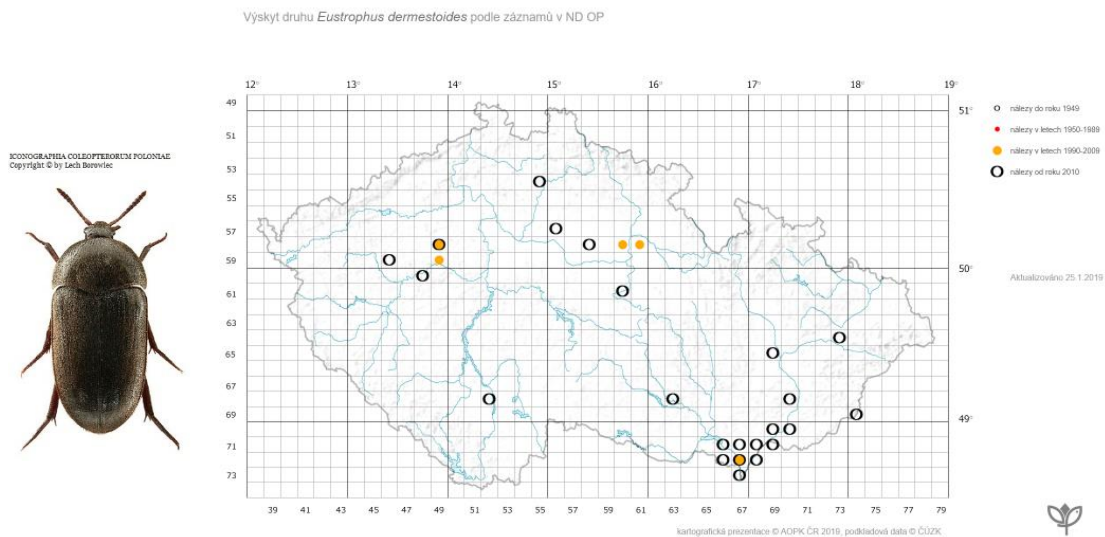 Výskyt druhu Eustrophus dermestoides podle záznamů v ND OP
12° 13° 14° 15° 16° 17° 18° 19°
49
51
53
55
57
59
61
63
65
67
69
71
73
51°
50°
49°
39 41 43 45 47 49 51 53 55 57 59 61 63 65 67 69 71 73 75 77 79
nálezy do roku 1949
nálezy v letech 1950-1989
nálezy v letech 1990-2009
nálezy od roku 2010
Aktualizováno 25.1.2019
ICONOGRAPHIA COLEOPTERORUM POLONIAE
Copyright © by Lech Borowiec
kartografická prezentace © AOPK ČR 2019, podkladová data © ČÚZK